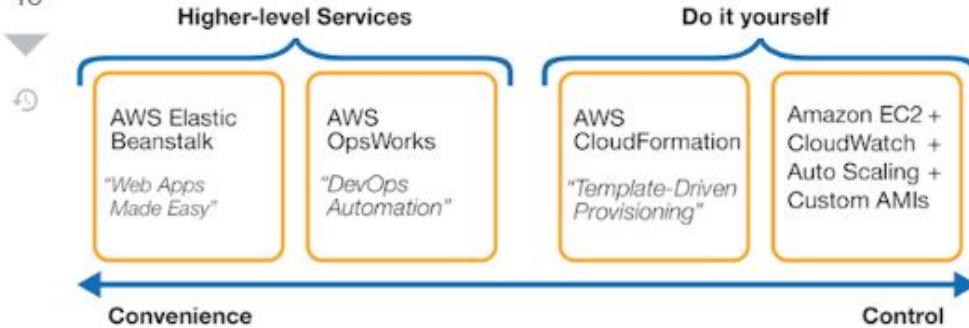 Higher-level Services
Do it yourself
AWS Elastic
Beanstalk
"Web Apps
Made Easy"
AWS
OpsWorks
"DevOps
Automation"
AWS
CloudFormation
"Template-Driven
Provisioning"
Amazon EC2 +
CloudWatch +
Auto Scaling +
Custom AMIs
Convenience
Control